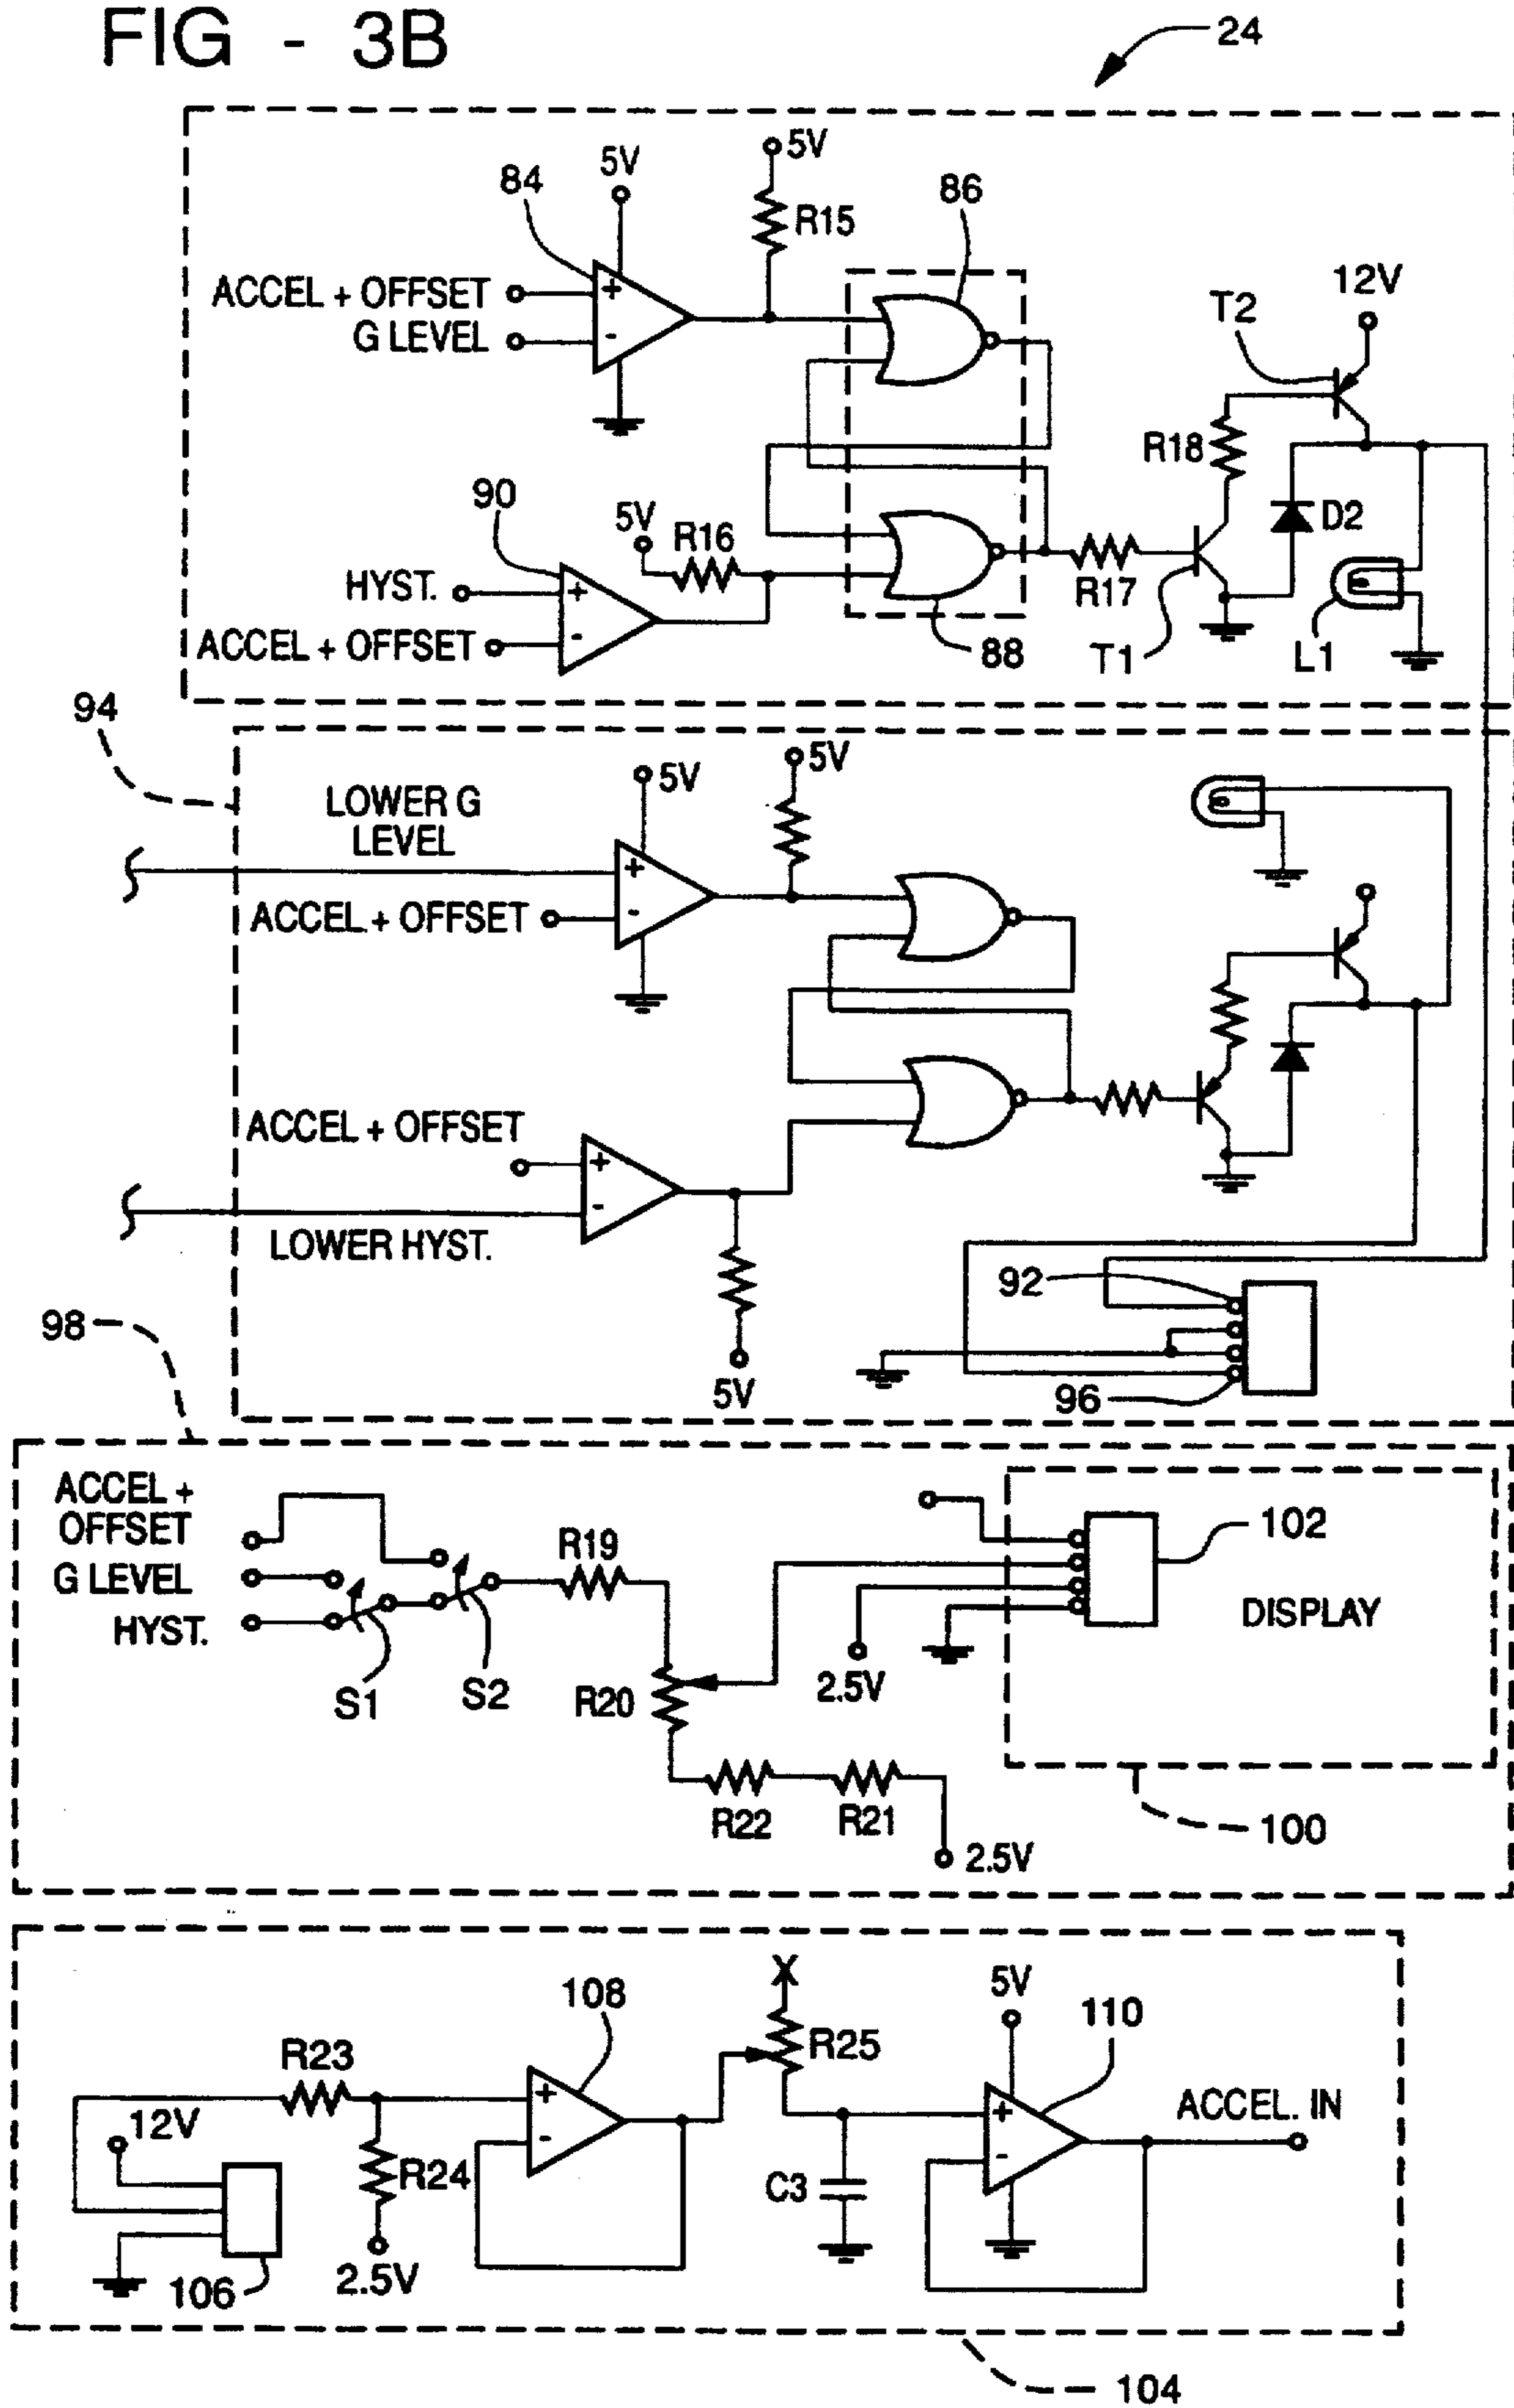 FIG - 3B
24
5V
5V
84
R15
86
ACCEL + OFFSET
G LEVEL
+
-
T2
12V
R18
90
5V
R16
D2
HYST.
+
ACCEL + OFFSET
-
R17
88
T1
L1
94
5V
5V
LOWER G
LEVEL
+
ACCEL + OFFSET
-
ACCEL + OFFSET
+
-
LOWER HYST.
92
98
5V
96
ACCEL +
OFFSET
G LEVEL
HYST.
R19
102
DISPLAY
S1
S2
R20
2.5V
R22
R21
100
2.5V
108
X
5V
110
R23
R25
+
-
+
-
ACCEL. IN
12V
R24
C3
106
2.5V
104